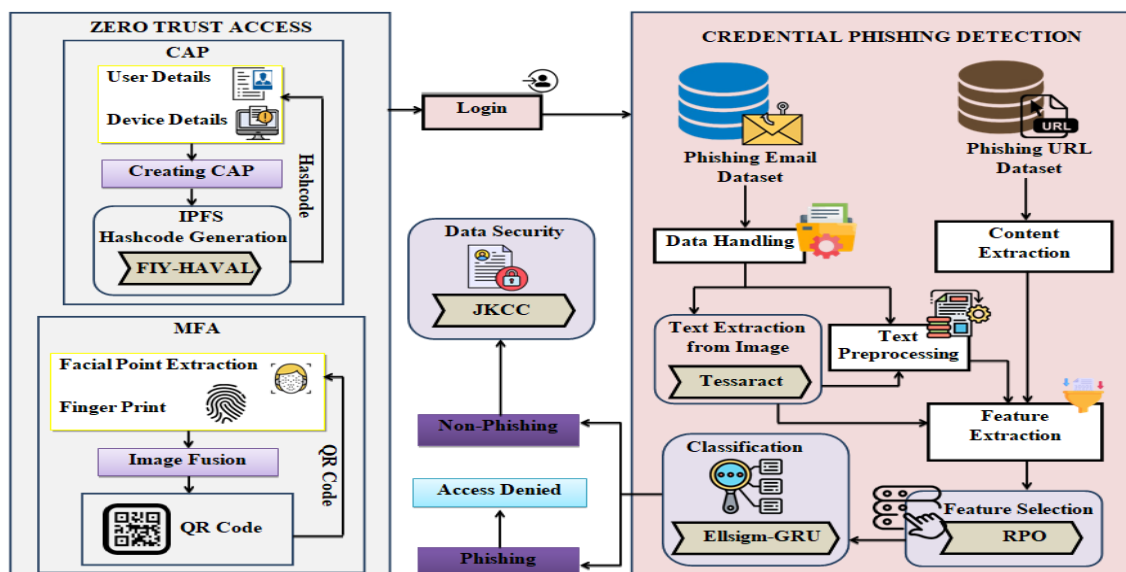 ZERO TRUST ACCESS
CAP
User Details
Device Details
Creating CAP
IPFS
Hashcode Generation
FIY-HAVAL
Hashcode
MFA
Facial Point Extraction
Finger Print
Image Fusion
QR Code
QR Code
Login
Data Security
JKCC
Non-Phishing
Access Denied
Phishing
CREDENTIAL PHISHING DETECTION
Phishing Email
Dataset
URL
Phishing URL
Dataset
Data Handling
Content
Extraction
Text Extraction
from Image
Tessaract
Text
Preprocessing
Feature
Extraction
Classification
Ellsigm-GRU
Feature Selection
RPO